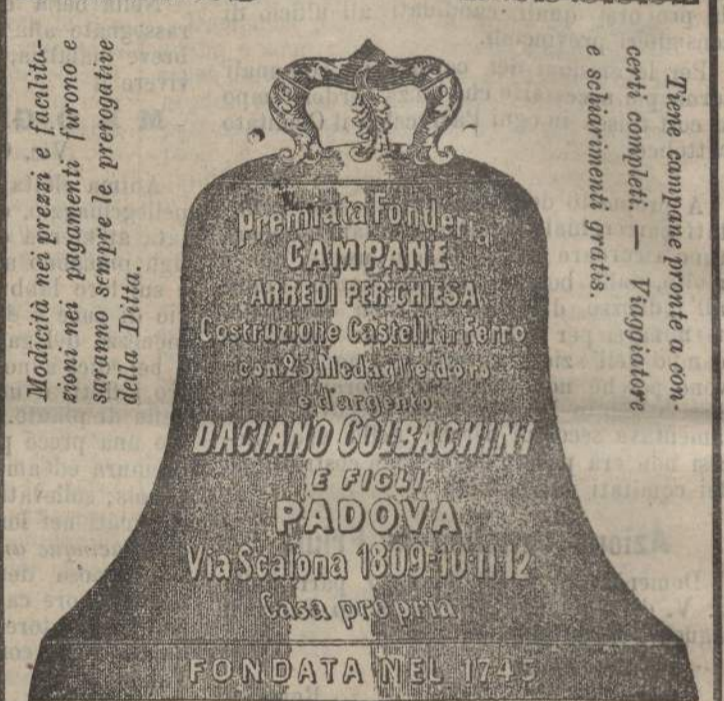 Modicità nei prezzi e facilita-
zioni nei pagamenti furono e
saranno sempre le prerogative
della Ditta.
Premiata Fonderia
CAMPANE
ARREDI PER CHIESA
Costruzione Castelli in Ferro
con 25 Medaglie d'oro
e d'argento
DACIANO COLBACHINI
E FIGLI
PADOVA
Via Scalona 1809-10-11-12
Casa propria
FONDATA NEL 1745
Tiene campane pronte a con-
certi completi. — Viaggiatore
e schiarimenti gratis.